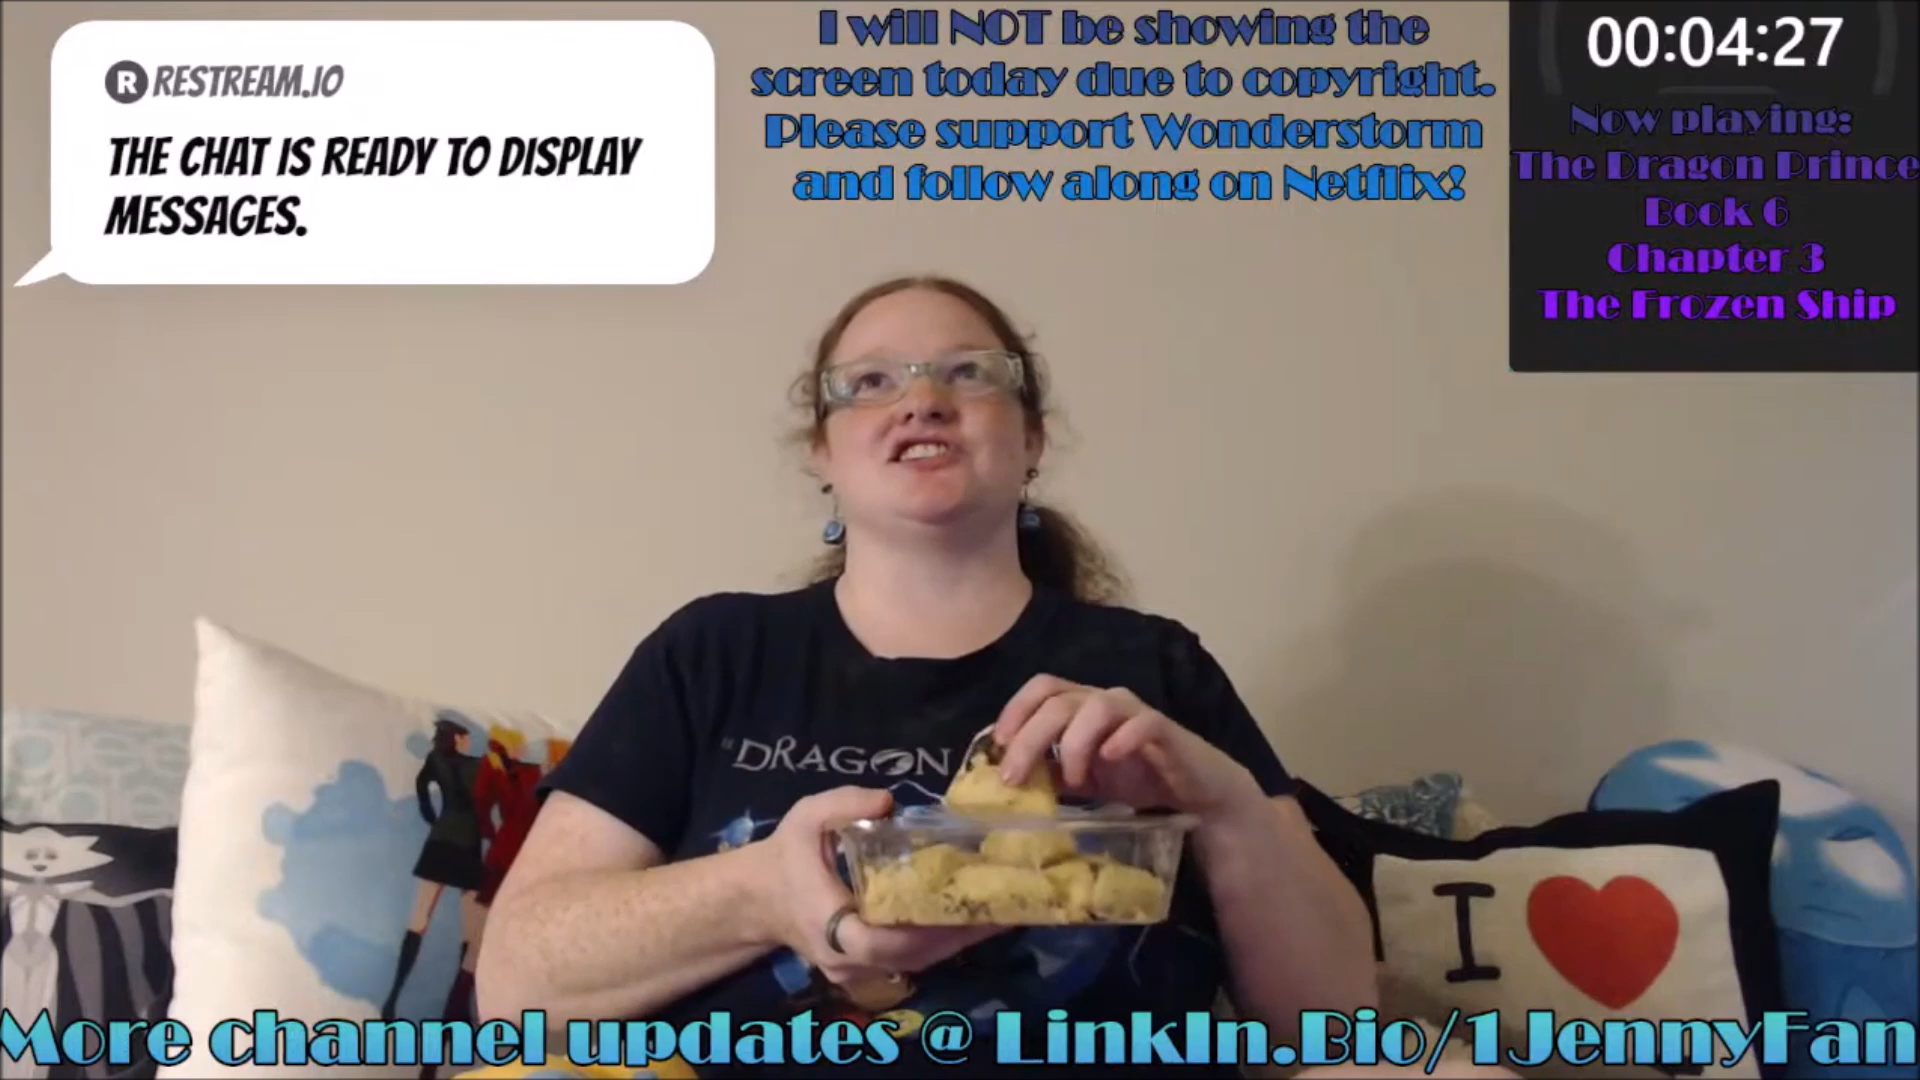 RESTREAM.IO
THE CHAT IS READY TO DISPLAY
MESSAGES.
I will NOT be showing the
screen today due to copyright.
Please support Wonderstorm
and follow along on Netflix!
00:04:27
Now playing:
The Dragon Prince
Book 6
Chapter 3
The Frozen Ship
DRAGON
I
More channel updates @ LinkIn.Bio/1JennyFan